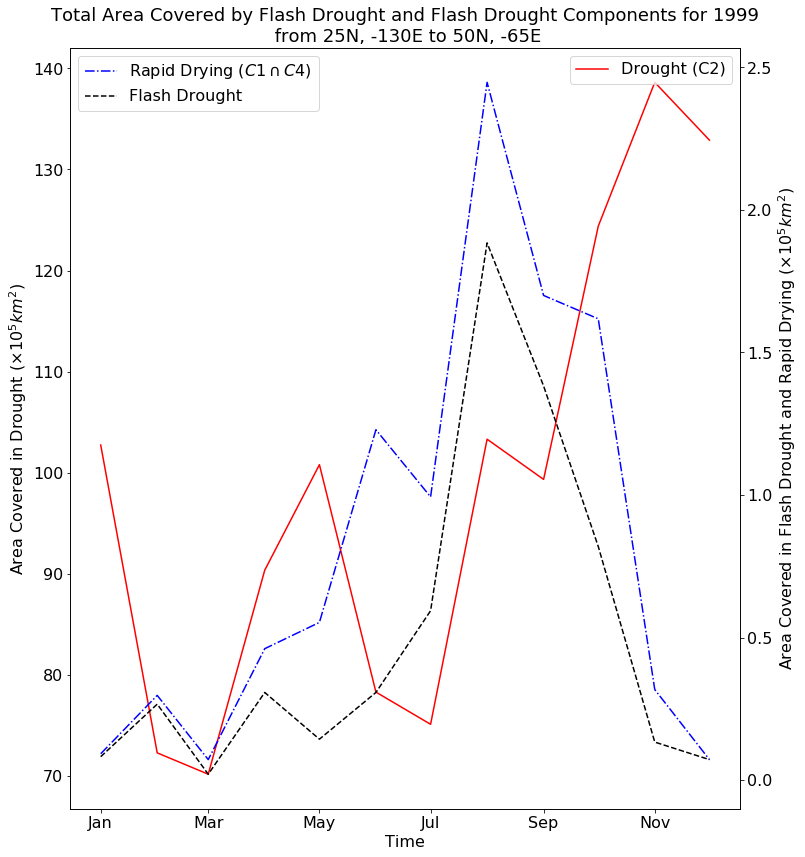 Total Area Covered by Flash Drought and Flash Drought Components for 1999
from 25N, -130E to 50N, -65E
Rapid Drying (C1 ∩ C4)
Flash Drought
Drought (C2)
140
130
120
110
100
90
80
70
Area Covered in Drought (×10⁵km²)
2.5
2.0
1.5
1.0
0.5
0.0
Area Covered in Flash Drought and Rapid Drying (×10⁵km²)
Jan Mar May Jul Sep Nov
Time